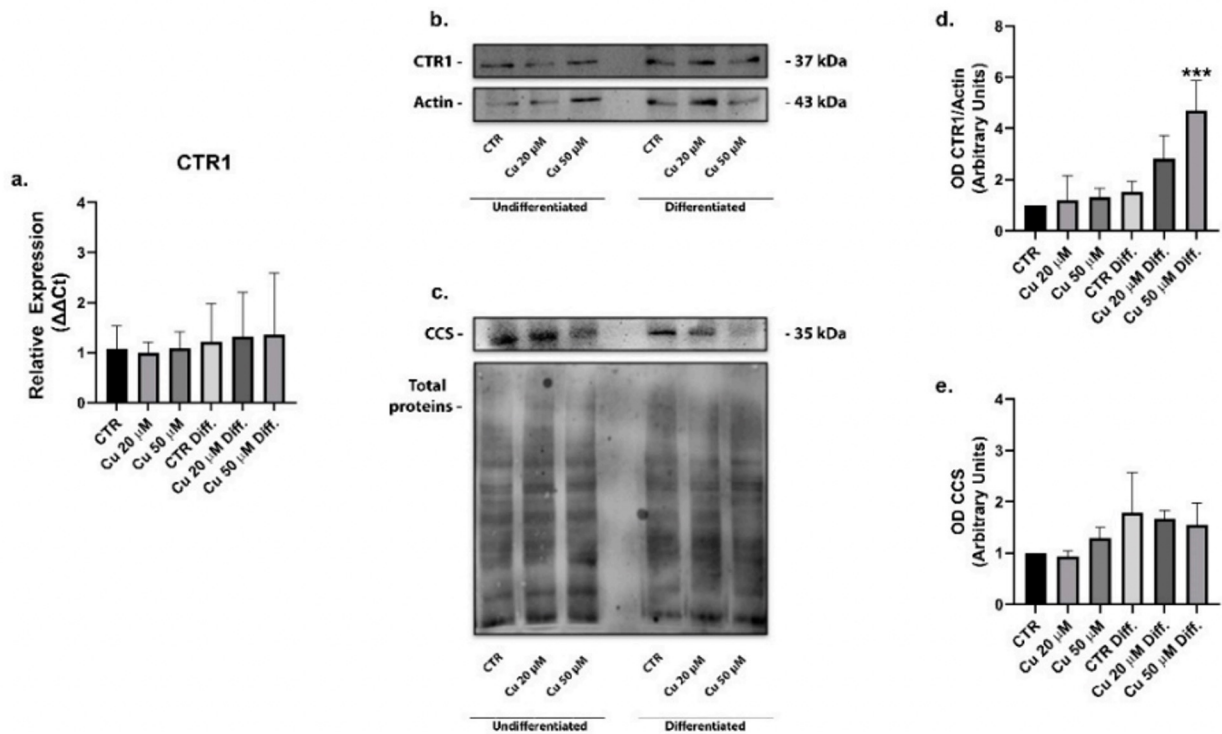 a.
CTR1
Relative Expression
(ΔΔCt)
4
3
2
1
0
CTR
Cu 20 μM
Cu 50 μM
CTR Diff.
Cu 20 μM Diff.
Cu 50 μM Diff.
b.
CTR1 -
- 37 kDa
Actin -
- 43 kDa
CTR
Cu 20 μM
Cu 50 μM
CTR
Cu 20 μM
Cu 50 μM
Undifferentiated
Differentiated
c.
CCS -
- 35 kDa
Total
proteins -
CTR
Cu 20 μM
Cu 50 μM
CTR
Cu 20 μM
Cu 50 μM
Undifferentiated
Differentiated
d.
OD CTR1/Actin
(Arbitrary Units)
8
6
4
2
0
***
CTR
Cu 20 μM
Cu 50 μM
CTR Diff.
Cu 20 μM Diff.
Cu 50 μM Diff.
e.
OD CCS
(Arbitrary Units)
4
3
2
1
0
CTR
Cu 20 μM
Cu 50 μM
CTR Diff.
Cu 20 μM Diff.
Cu 50 μM Diff.